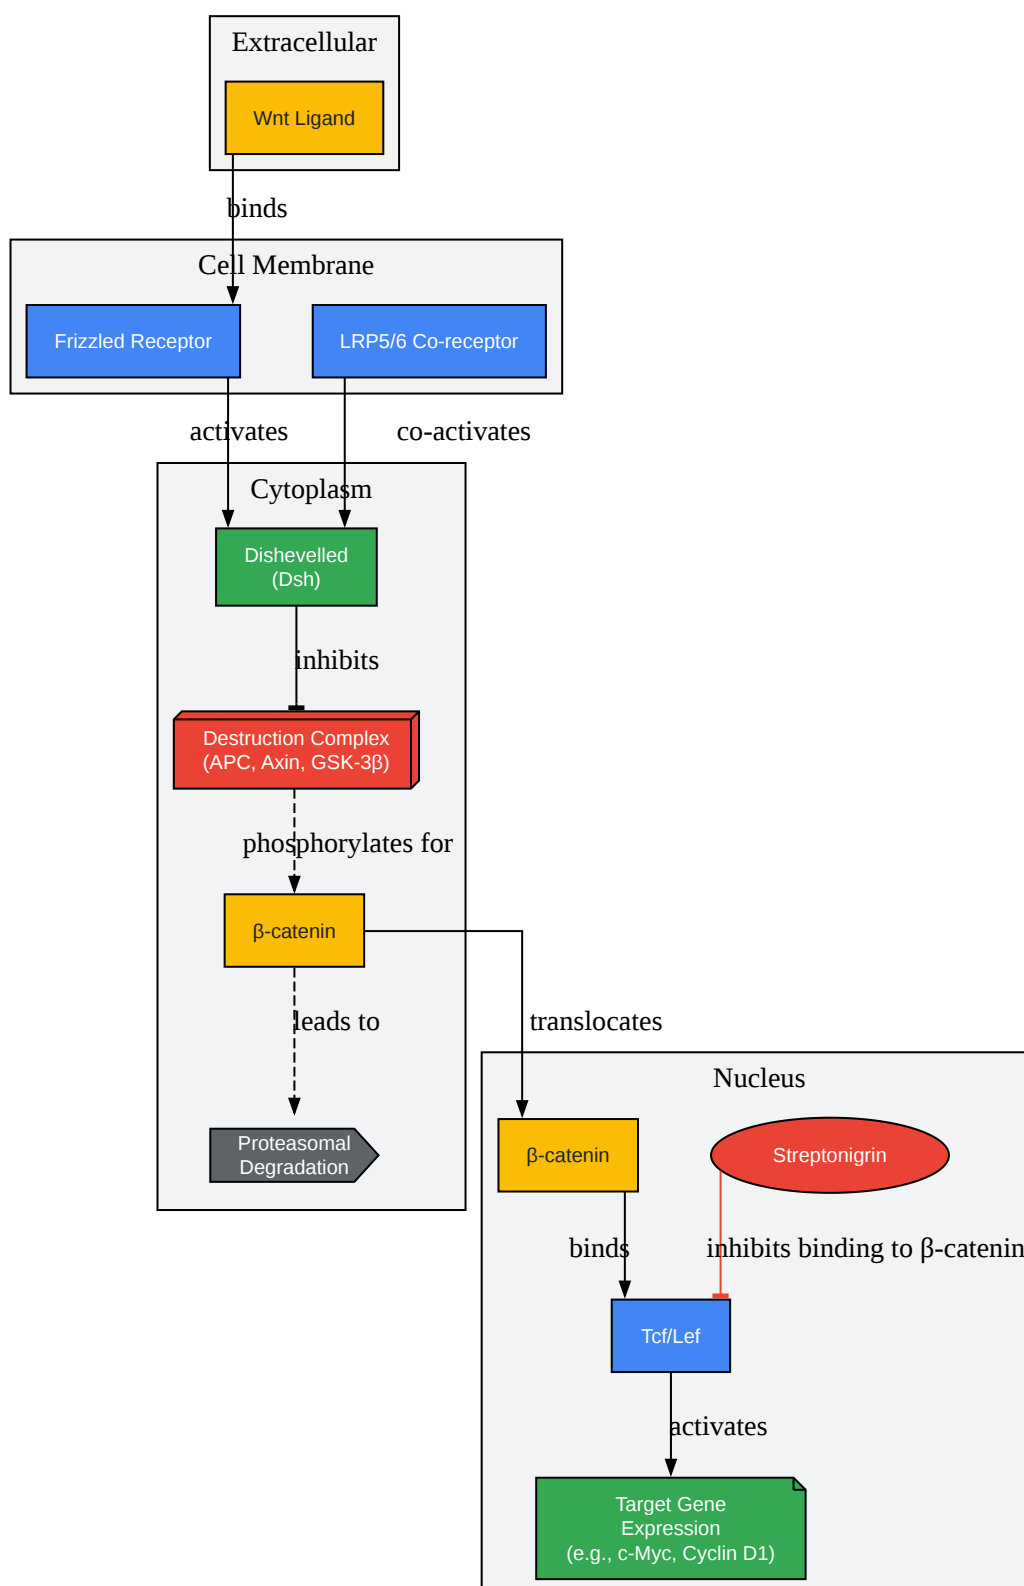 Extracellular
Wnt Ligand
binds
Cell Membrane
Frizzled Receptor
LRP5/6 Co-receptor
activates
co-activates
Cytoplasm
Dishevelled
(Dsh)
inhibits
Destruction Complex
(APC, Axin, GSK-3β)
phosphorylates for
β-catenin
leads to
translocates
Nucleus
Proteasomal
Degradation
β-catenin
Streptonigrin
binds
inhibits binding to β-catenin
Tcf/Lef
activates
Target Gene
Expression
(e.g., c-Myc, Cyclin D1)